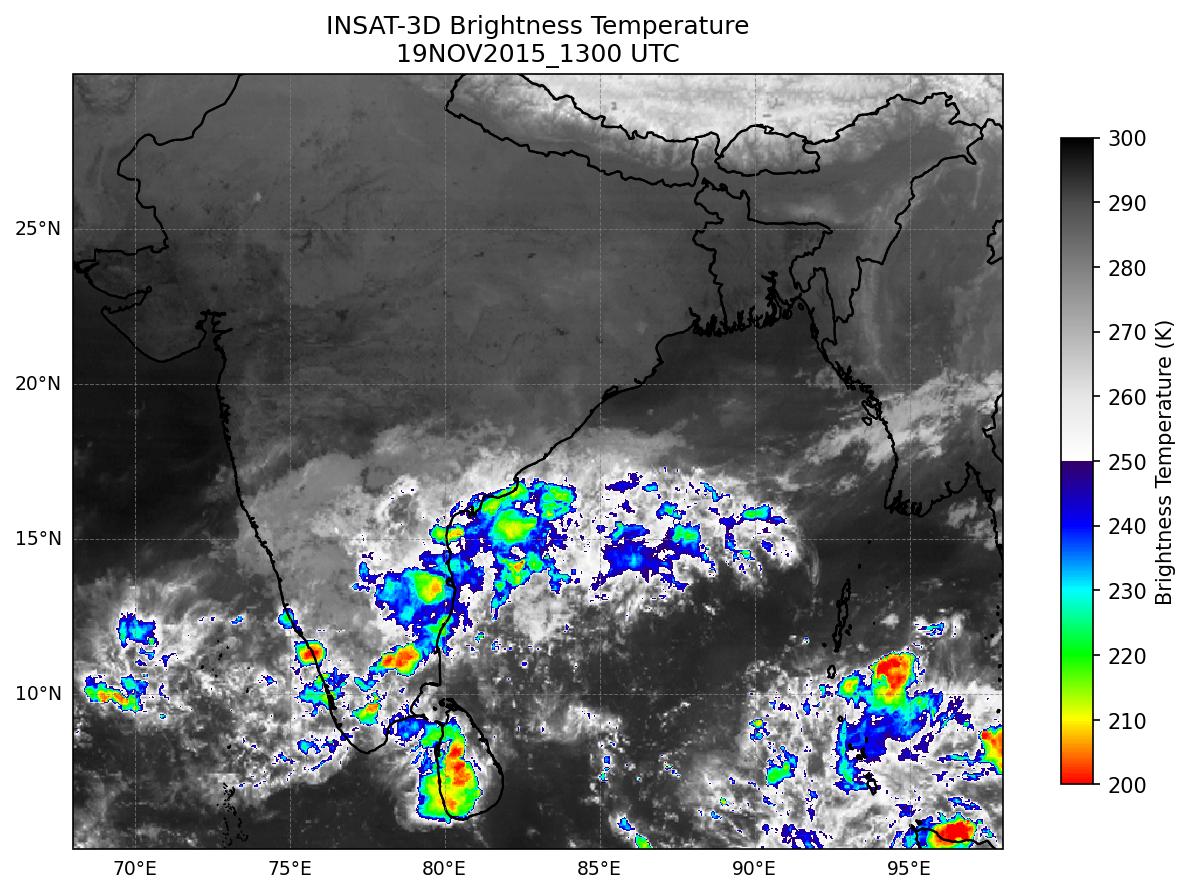 INSAT-3D Brightness Temperature
19NOV2015_1300 UTC
25°N
20°N
15°N
10°N
70°E
75°E
80°E
85°E
90°E
95°E
300
290
280
270
260
250
240
230
220
210
200
Brightness Temperature (K)